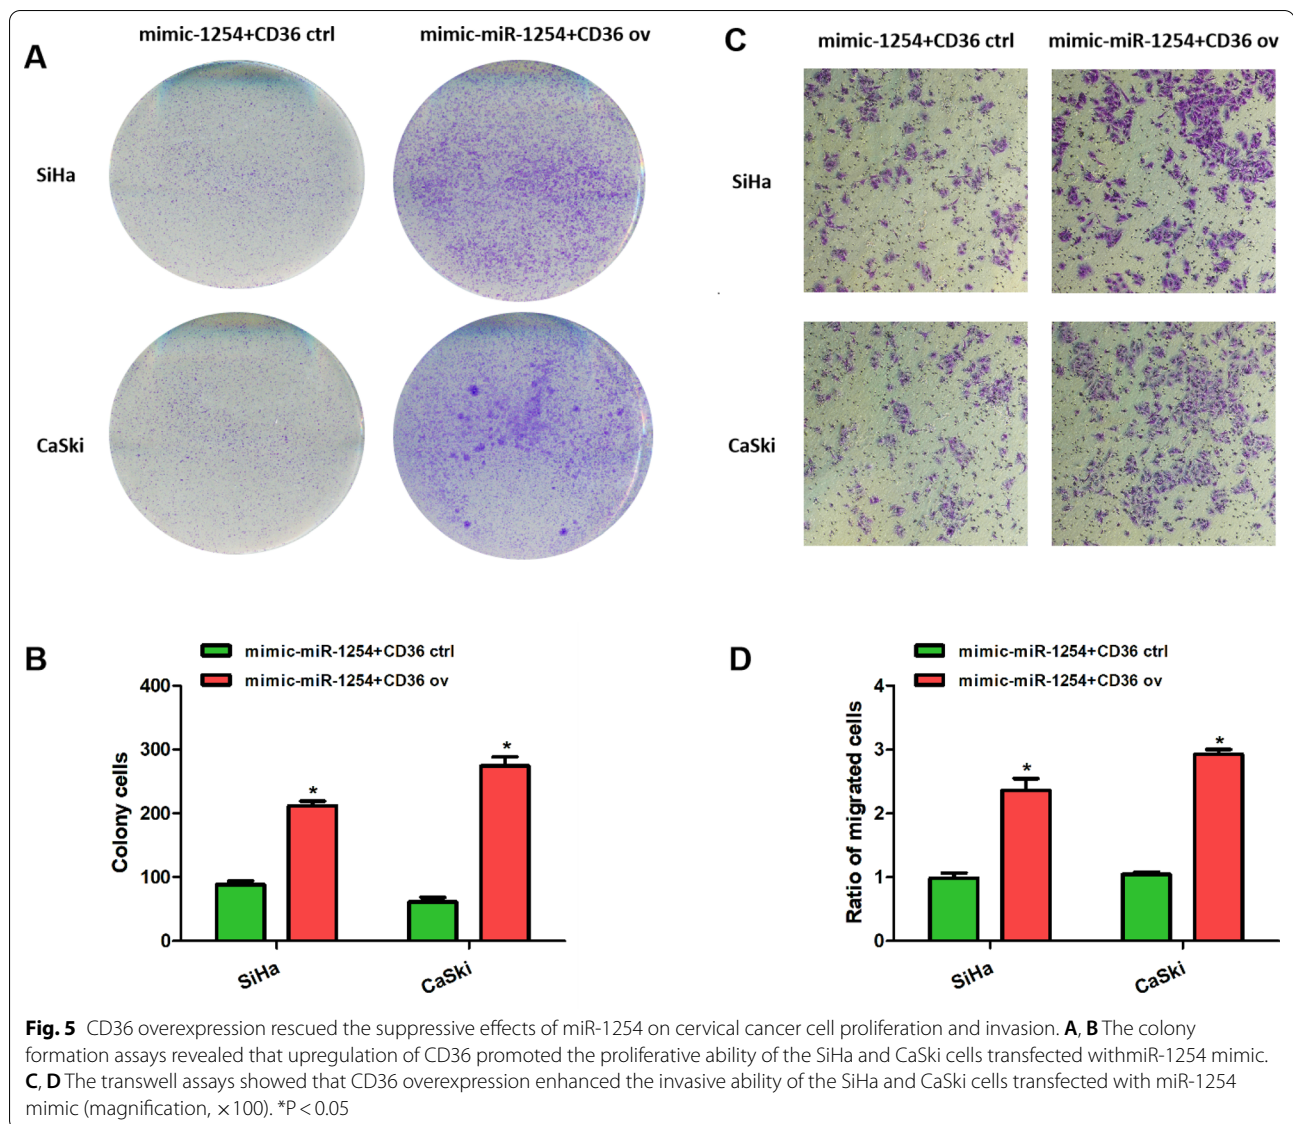 A
mimic-1254+CD36 ctrl
mimic-miR-1254+CD36 ov
SiHa
CaSki
C
mimic-1254+CD36 ctrl
mimic-miR-1254+CD36 ov
SiHa
CaSki
B
mimic-miR-1254+CD36 ctrl
mimic-miR-1254+CD36 ov
Colony cells
400
300
200
100
0
*
*
SiHa
CaSki
D
mimic-miR-1254+CD36 ctrl
mimic-miR-1254+CD36 ov
Ratio of migrated cells
4
3
2
1
0
*
*
SiHa
CaSki
Fig. 5 CD36 overexpression rescued the suppressive effects of miR-1254 on cervical cancer cell proliferation and invasion. A, B The colony
formation assays revealed that upregulation of CD36 promoted the proliferative ability of the SiHa and CaSki cells transfected withmiR-1254 mimic.
C, D The transwell assays showed that CD36 overexpression enhanced the invasive ability of the SiHa and CaSki cells transfected with miR-1254
mimic (magnification, ×100). *P < 0.05